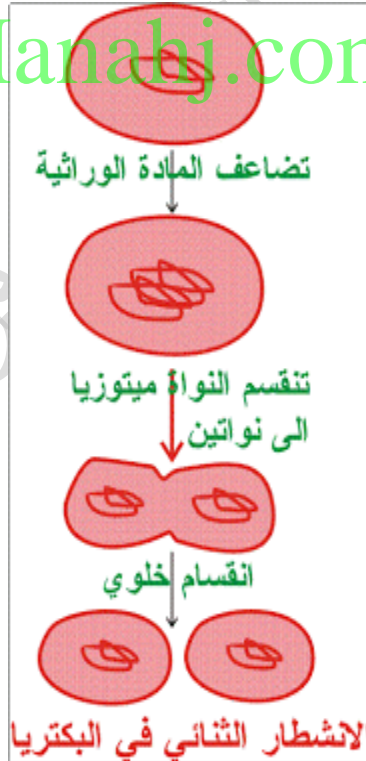 lanahj.com
تضاعف المادة الوراثية
تنقسم النواة ميتوزيا
الى نواتين
انقسام خلوي
الانشطار الثنائي في البكتريا